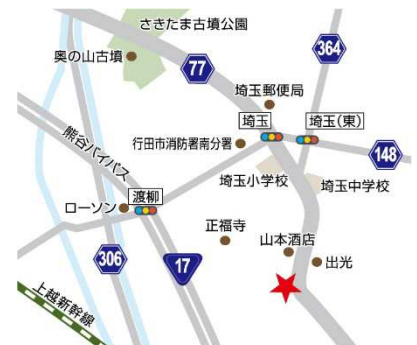 さきたま古墳公園
奥の山古墳
77
364
埼玉郵便局
埼玉
埼玉(東)
行田市消防署南分署
148
熊谷バイパス
埼玉小学校
埼玉中学校
渡柳
ローソン
正福寺
山本酒店
出光
306
17
上越新幹線